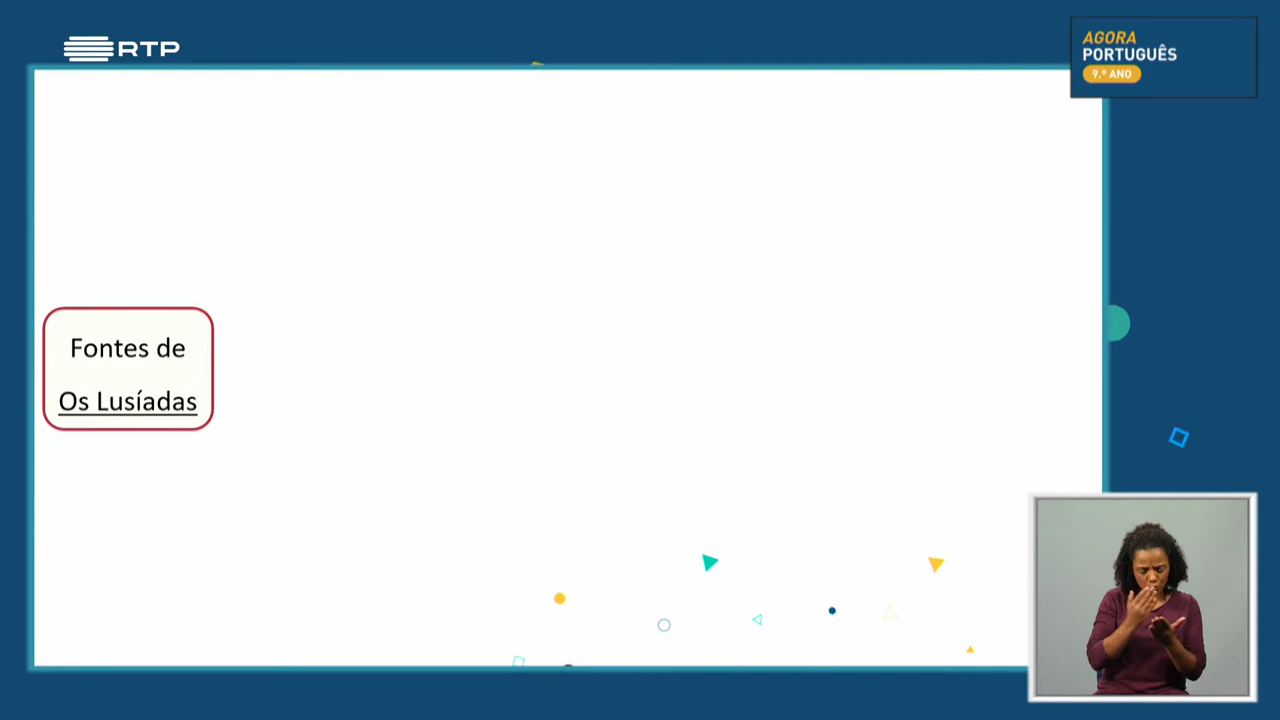 RTP
AGORA
PORTUGUÊS
9.º ANO
Fontes de
Os Lusíadas